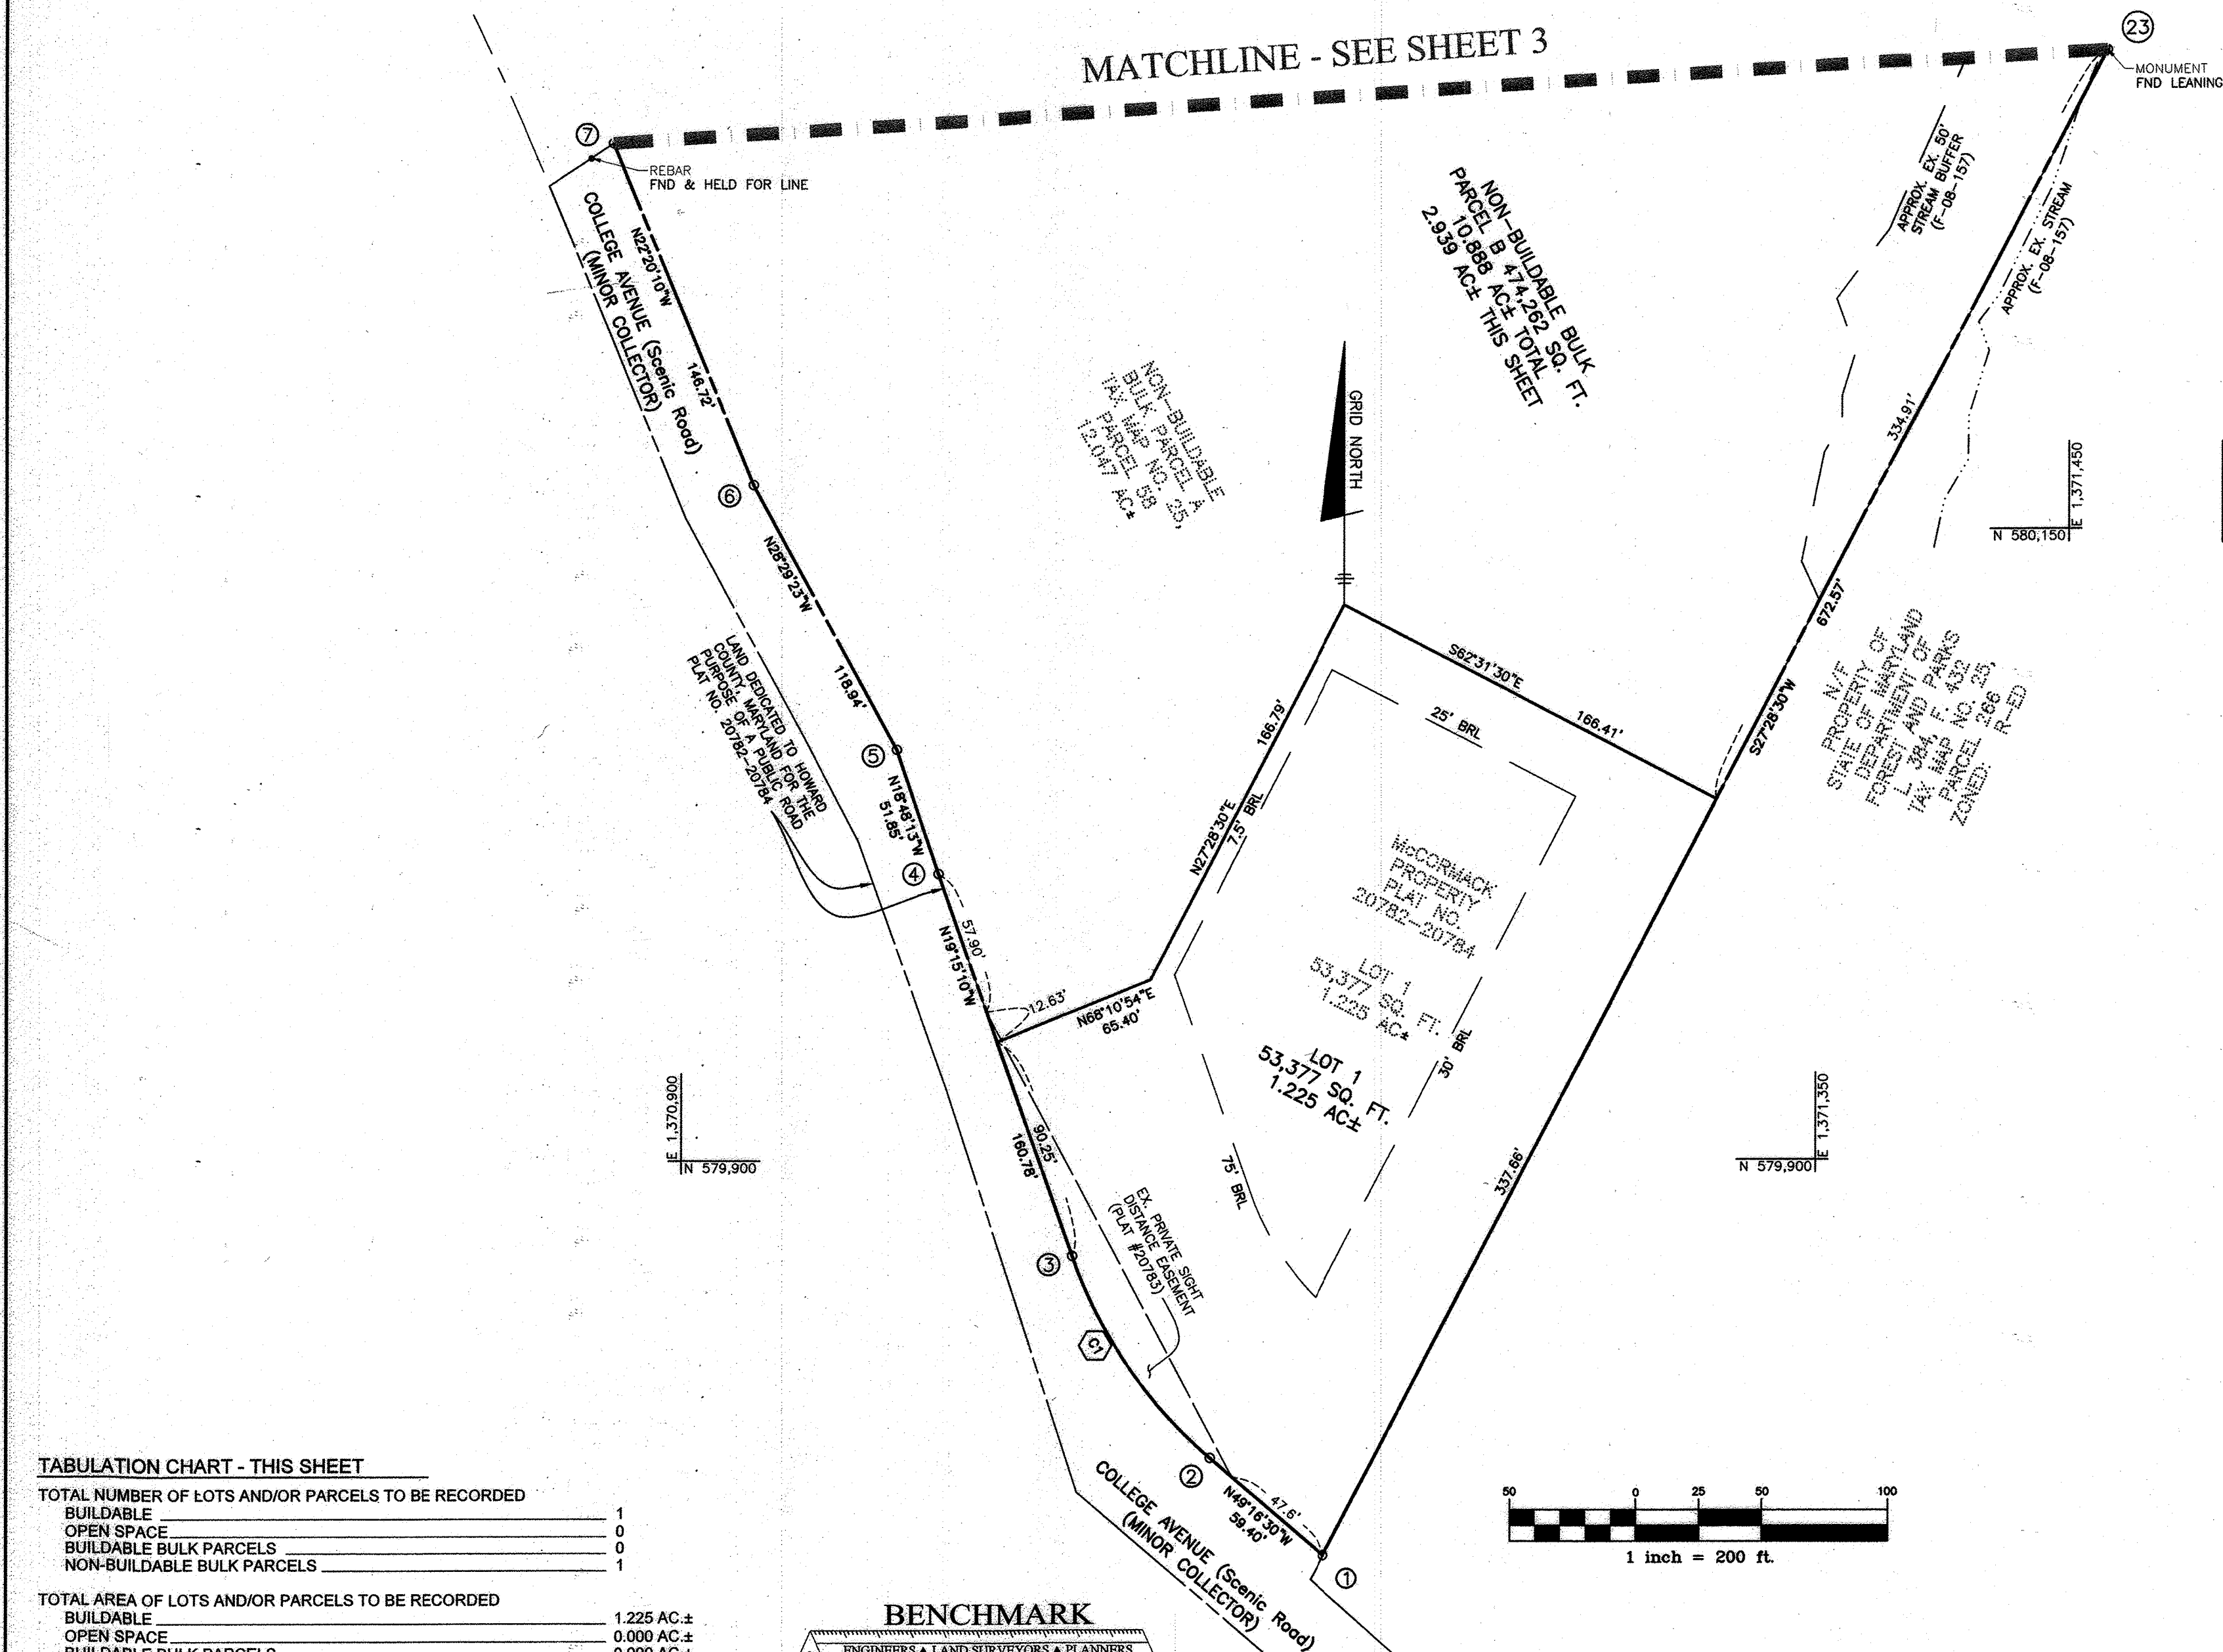 MATCHLINE - SEE SHEET 3
23
MONUMENT
FND LEANING
7
REBAR
FND & HELD FOR LINE
COLLEGE AVENUE (Scenic Road)
(MINOR COLLECTOR)
N22°20'10"W
146.72'
6
N28°29'23"W
118.94'
5
N18°48'13"W
51.85'
4
57.90'
N19°15'10"W
12.63'
N68°10'54"E
65.40'
90.25'
160.78'
3
C1
2
N49°16'30"W
59.40'
47.6'
1
COLLEGE AVENUE (Scenic Road)
(MINOR COLLECTOR)
LAND DEDICATED TO HOWARD
COUNTY, MARYLAND FOR THE
PURPOSE OF A PUBLIC ROAD
PLAT NO. 20782-20784
NON-BUILDABLE
BULK PARCEL A
TAX MAP NO. 25,
PARCEL 58
12.047 AC±
NON-BUILDABLE BULK
PARCEL B 474,262 SQ. FT.
10.888 AC± TOTAL
2.939 AC± THIS SHEET
GRID NORTH
APPROX. EX. 50'
STREAM BUFFER
(F-08-157)
APPROX. EX. STREAM
(F-08-157)
334.91'
672.57'
S27°28'30"W
337.66'
E 1,371,450
N 580,150
N/F
PROPERTY OF
STATE OF MARYLAND
DEPARTMENT OF
FOREST AND PARKS
L. 384, F. 432
TAX MAP NO. 25,
PARCEL 266
ZONED: R-ED
S62°31'30"E
166.41'
166.79'
N27°28'30"E
25' BRL
7.5' BRL
30' BRL
75' BRL
McCORMACK
PROPERTY
PLAT NO.
20782-20784
LOT 1
53,377 SQ. FT.
1.225 AC±
LOT 1
53,377 SQ. FT.
1.225 AC±
EX. PRIVATE SIGHT
DISTANCE EASEMENT
(PLAT #20783)
E 1,370,900
N 579,900
E 1,371,350
N 579,900
50 0 25 50 100
1 inch = 200 ft.
TABULATION CHART - THIS SHEET
TOTAL NUMBER OF LOTS AND/OR PARCELS TO BE RECORDED
BUILDABLE 1
OPEN SPACE 0
BUILDABLE BULK PARCELS 0
NON-BUILDABLE BULK PARCELS 1
TOTAL AREA OF LOTS AND/OR PARCELS TO BE RECORDED
BUILDABLE 1.225 AC.±
OPEN SPACE 0.000 AC.±
BUILDABLE BULK PARCELS 0.000 AC.±
BENCHMARK
ENGINEERS ▲ LAND SURVEYORS ▲ PLANNERS